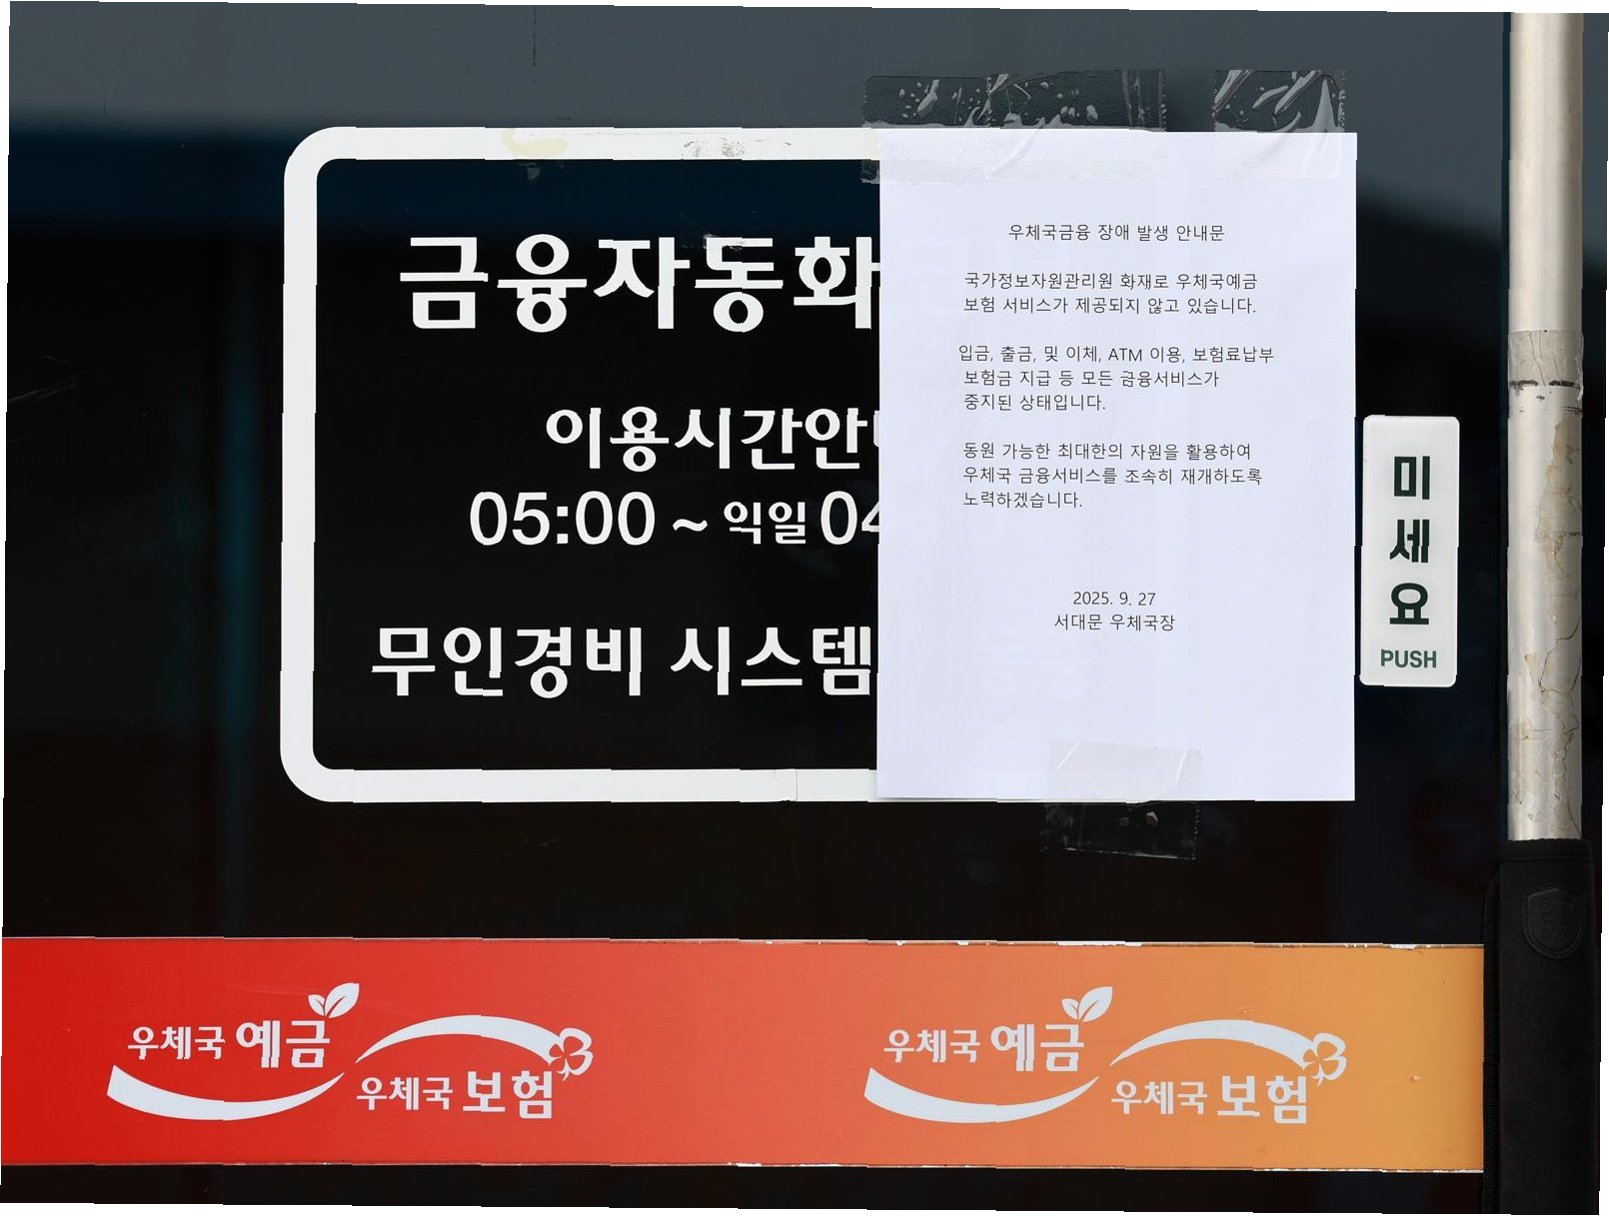 금융자동화
이용시간안
05:00 ~ 익일 04
무인경비 시스템
우체국금융 장애 발생 안내문
국가정보자원관리원 화재로 우체국예금
보험 서비스가 제공되지 않고 있습니다.
입금, 출금, 및 이체, ATM 이용, 보험료납부
보험금 지급 등 모든 금융서비스가
중지된 상태입니다.
동원 가능한 최대한의 자원을 활용하여
우체국 금융서비스를 조속히 재개하도록
노력하겠습니다.
2025. 9. 27
서대문 우체국장
미세요
PUSH
우체국 예금
우체국 보험
우체국 예금
우체국 보험